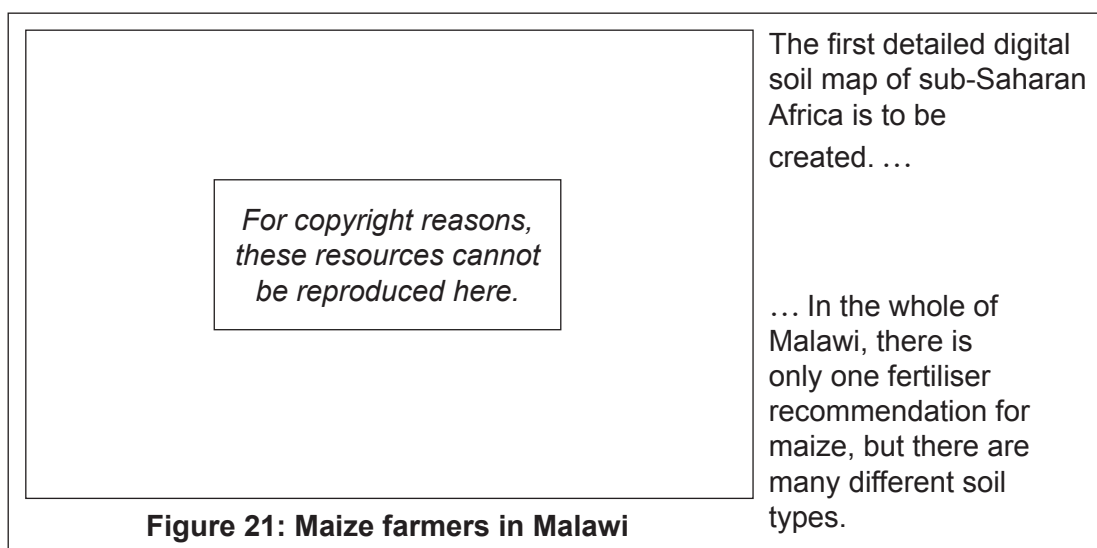 For copyright reasons,
these resources cannot
be reproduced here.
Figure 21: Maize farmers in Malawi
The first detailed digital
soil map of sub-Saharan
Africa is to be
created. …
… In the whole of
Malawi, there is
only one fertiliser
recommendation for
maize, but there are
many different soil
types.